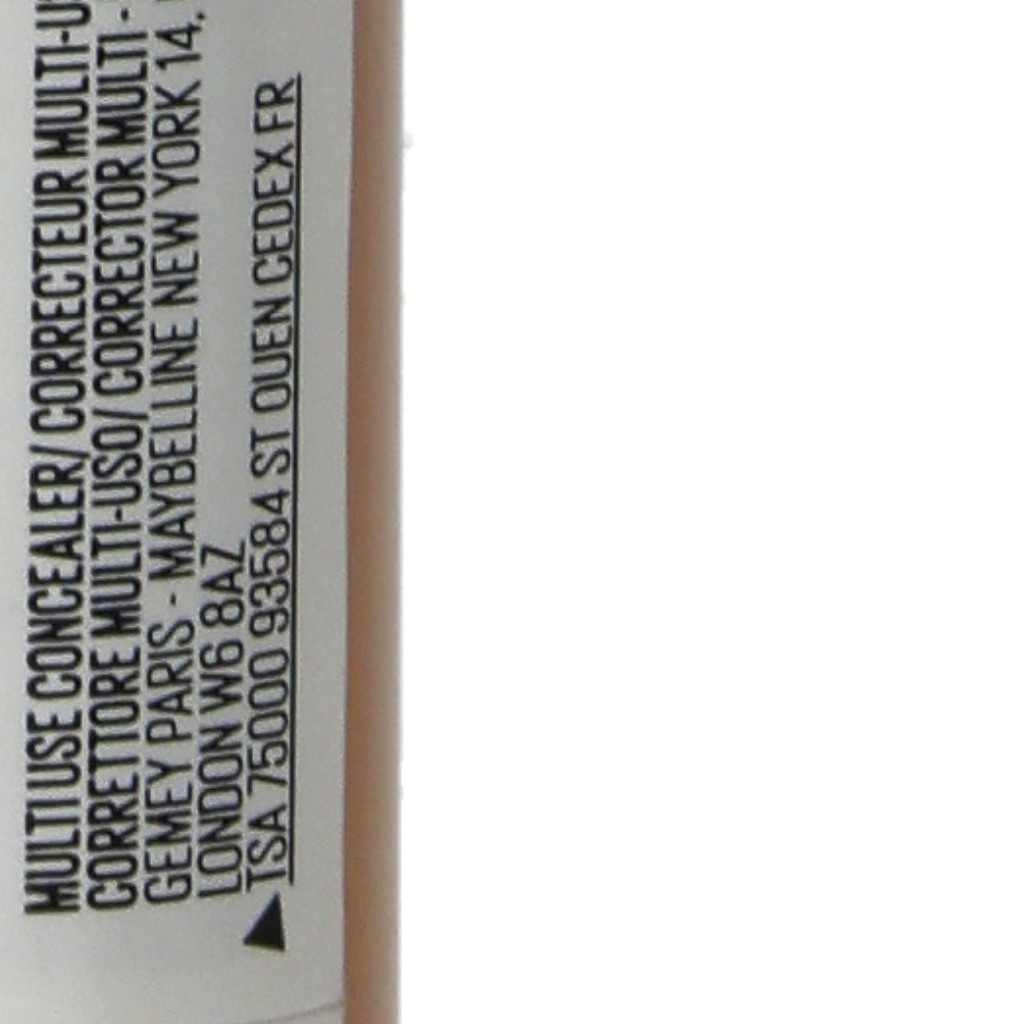 MULTI USE CONCEALER/ CORRECTEUR MULTI-U
CORRETTORE MULTI-USO/ CORRECTOR MULTI -
GEMEY PARIS - MAYBELLINE NEW YORK 14,
LONDON W6 8AZ
TSA 75000 93584 ST OUEN CEDEX FR